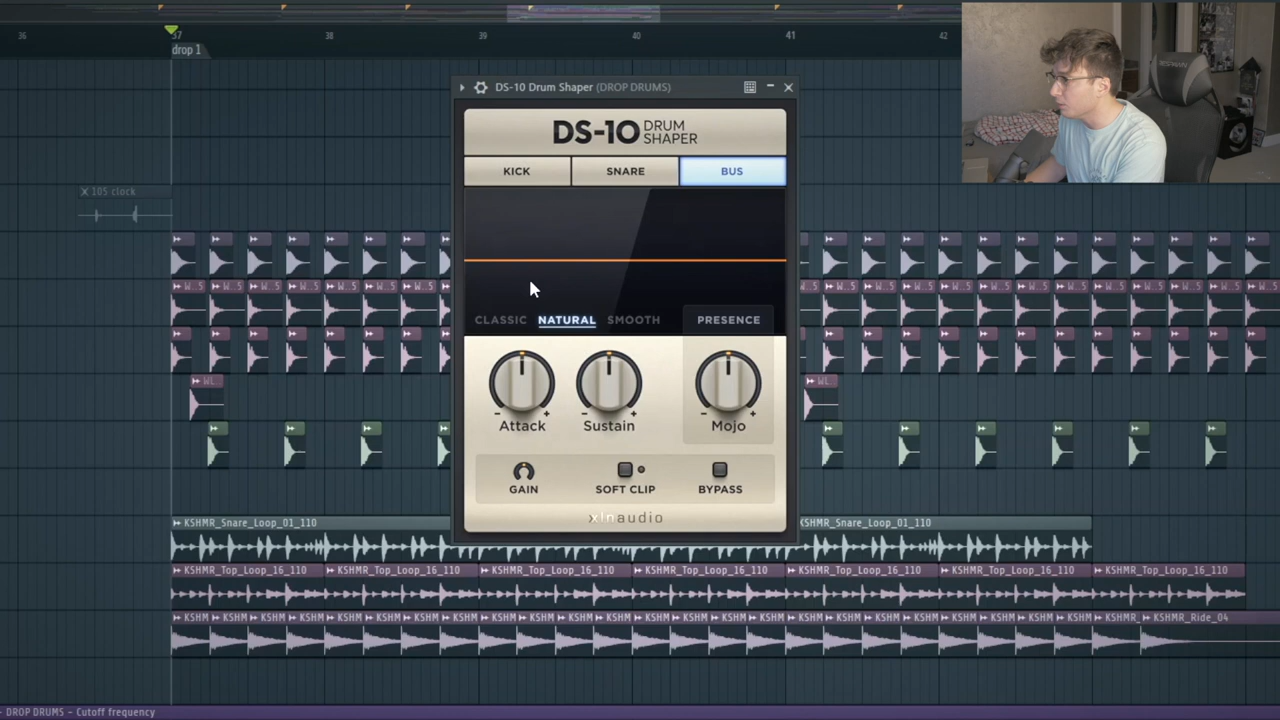 36
37
39
40
41
42
drop 1
DS-10 Drum Shaper (DROP DRUMS)
DS-10 DRUM SHAPER
KICK
SNARE
BUS
105 clock
CLASSIC
NATURAL
SMOOTH
PRESENCE
Attack
Sustain
Mojo
GAIN
SOFT CLIP
BYPASS
xlnaudio
KSHMR_Snare_Loop_01_110
KSHMR_Snare_Loop_01_110
KSHMR_Top_Loop_16_110
KSHMR_Top_Loop_16_110
KSHMR_Top_Loop_16_110
KSHMR_Top_Loop_16_110
KSHMR_Top_Loop_16_110
KSHMR_Top_Loop_16_110
KSHMR_Top_Loop_16_110
KSHMR_Ride_04
DROP DRUMS - Cutoff frequency